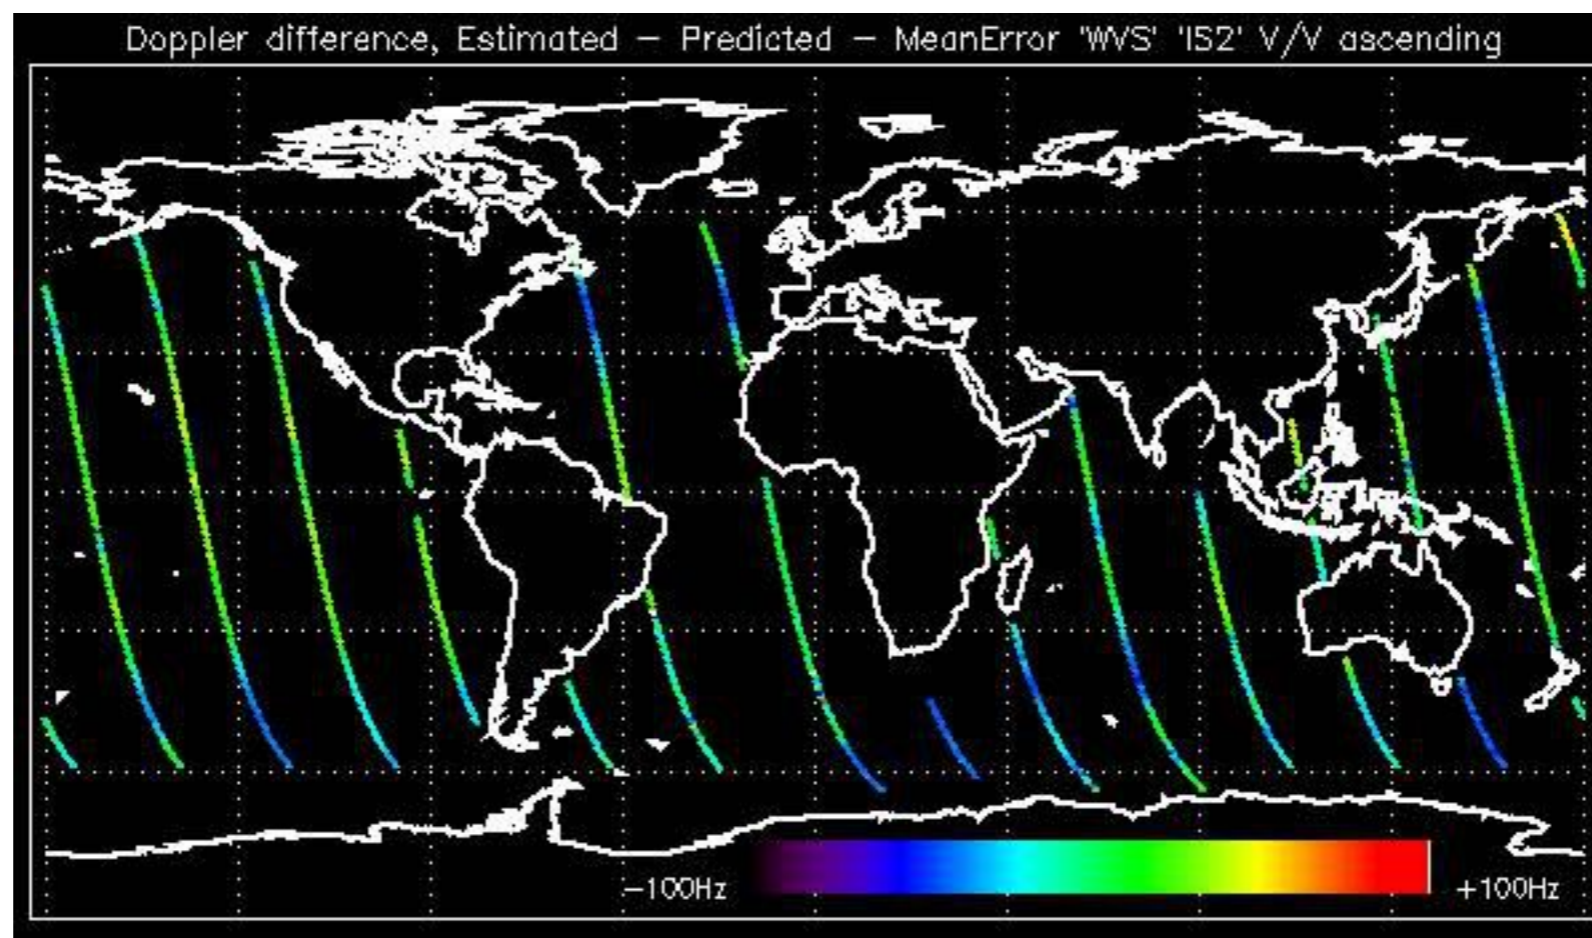 Doppler difference, Estimated – Predicted – MeanError 'WVS' 'IS2' V/V ascending
-100Hz +100Hz